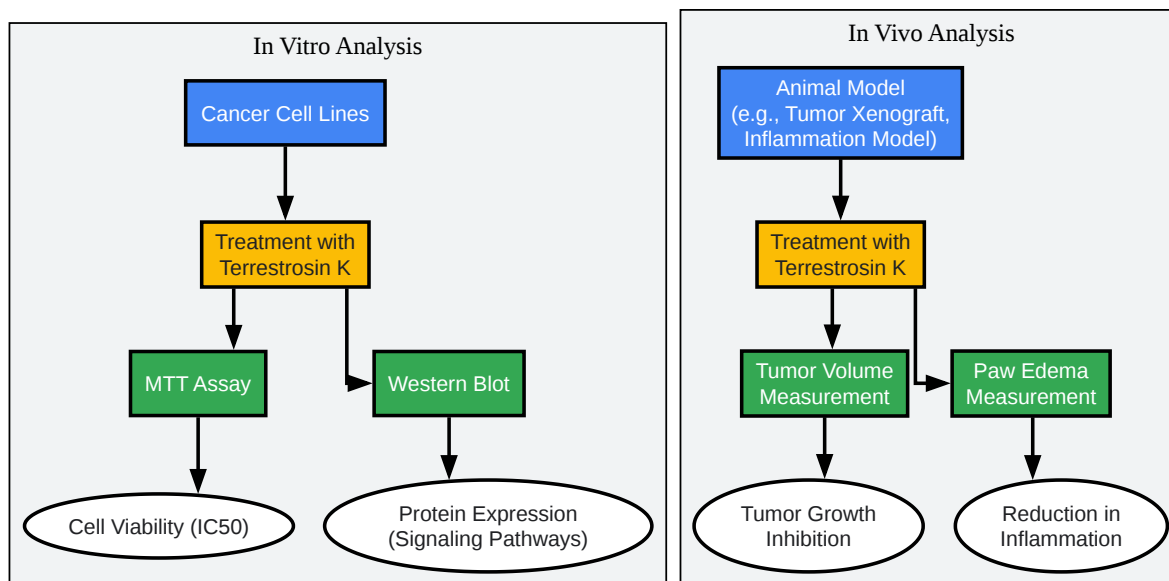 In Vitro Analysis
Cancer Cell Lines
Treatment with
Terrestrosin K
MTT Assay
Western Blot
Cell Viability (IC50)
Protein Expression
(Signaling Pathways)
In Vivo Analysis
Animal Model
(e.g., Tumor Xenograft,
Inflammation Model)
Treatment with
Terrestrosin K
Tumor Volume
Measurement
Paw Edema
Measurement
Tumor Growth
Inhibition
Reduction in
Inflammation